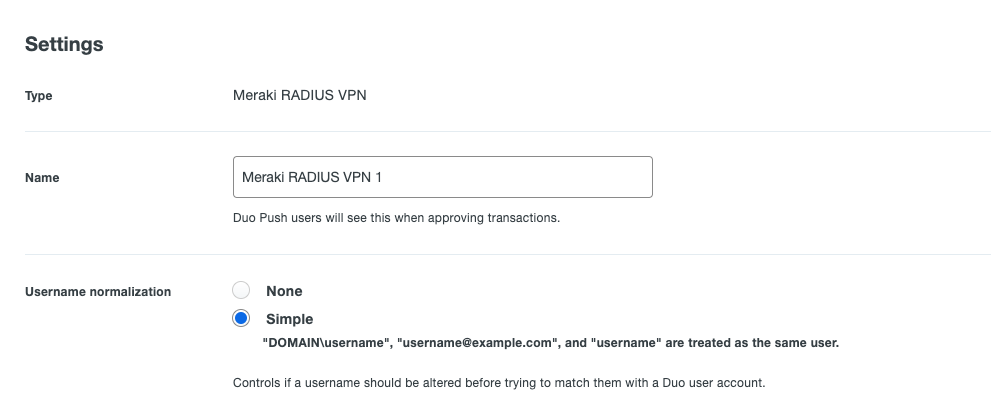 Settings
Type
Meraki RADIUS VPN
Name
Meraki RADIUS VPN 1
Duo Push users will see this when approving transactions.
Username normalization
None
Simple
"DOMAIN\username", "username@example.com", and "username" are treated as the same user.
Controls if a username should be altered before trying to match them with a Duo user account.